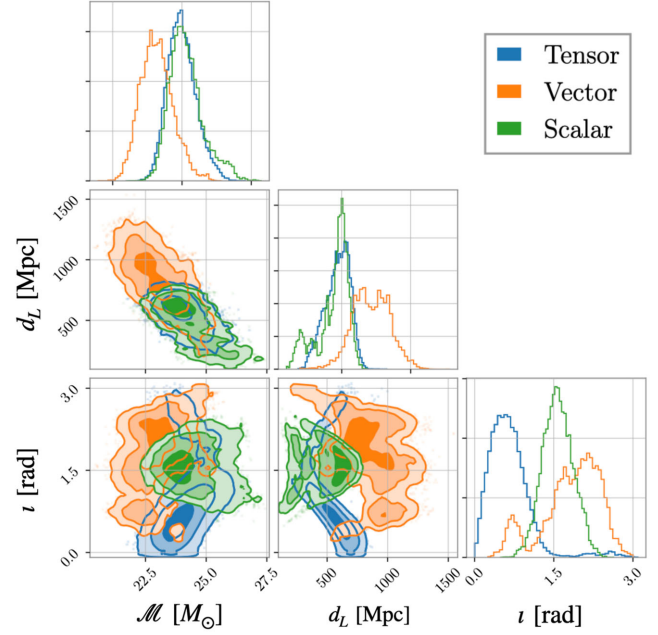 Tensor
Vector
Scalar
1500
1000
500
d_L [Mpc]
3.0
1.5
0.0
ι [rad]
22.5
25.0
27.5
ℳ [M_⊙]
500
1000
1500
d_L [Mpc]
0.0
1.5
3.0
ι [rad]